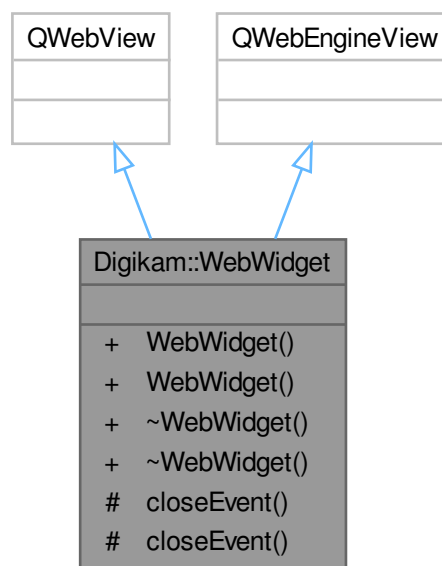 QWebView
QWebEngineView
Digikam::WebWidget
+ WebWidget()
+ WebWidget()
+ ~WebWidget()
+ ~WebWidget()
# closeEvent()
# closeEvent()